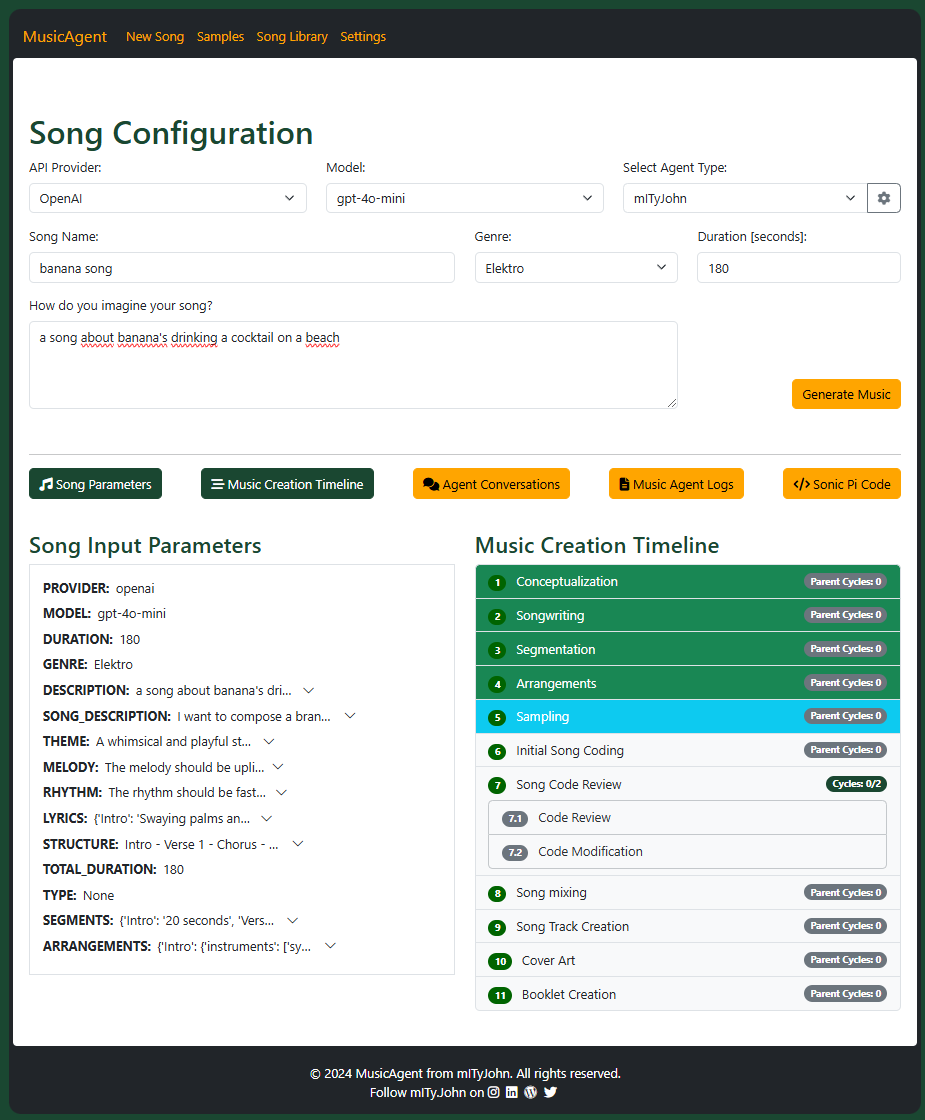 MusicAgent New Song Samples Song Library Settings
Song Configuration
API Provider: Model: Select Agent Type:
OpenAI gpt-4o-mini mITyJohn
Song Name: Genre: Duration [seconds]:
banana song Elektro 180
How do you imagine your song?
a song about banana's drinking a cocktail on a beach
Generate Music
Song Parameters Music Creation Timeline Agent Conversations Music Agent Logs Sonic Pi Code
Song Input Parameters
PROVIDER: openai
MODEL: gpt-4o-mini
DURATION: 180
GENRE: Elektro
DESCRIPTION: a song about banana's dri...
SONG_DESCRIPTION: I want to compose a bran...
THEME: A whimsical and playful st...
MELODY: The melody should be upli...
RHYTHM: The rhythm should be fast...
LYRICS: {'Intro': 'Swaying palms an...
STRUCTURE: Intro - Verse 1 - Chorus - ...
TOTAL_DURATION: 180
TYPE: None
SEGMENTS: {'Intro': '20 seconds', 'Vers...
ARRANGEMENTS: {'Intro': {'instruments': ['sy...
Music Creation Timeline
1 Conceptualization Parent Cycles: 0
2 Songwriting Parent Cycles: 0
3 Segmentation Parent Cycles: 0
4 Arrangements Parent Cycles: 0
5 Sampling Parent Cycles: 0
6 Initial Song Coding Parent Cycles: 0
7 Song Code Review Cycles: 0/2
7.1 Code Review
7.2 Code Modification
8 Song mixing Parent Cycles: 0
9 Song Track Creation Parent Cycles: 0
10 Cover Art Parent Cycles: 0
11 Booklet Creation Parent Cycles: 0
© 2024 MusicAgent from mITyJohn. All rights reserved.
Follow mITyJohn on